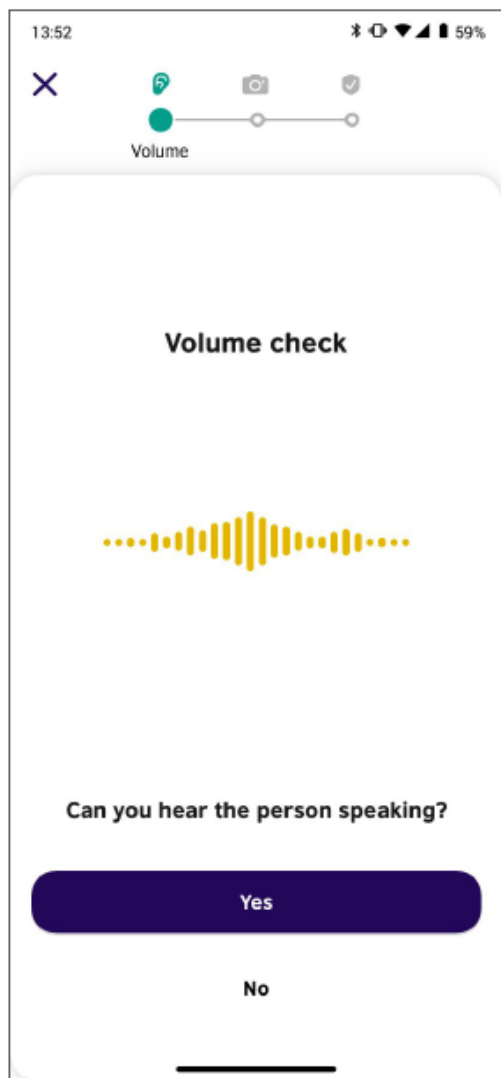 13:52 59%
Volume
Volume check
Can you hear the person speaking?
Yes
No